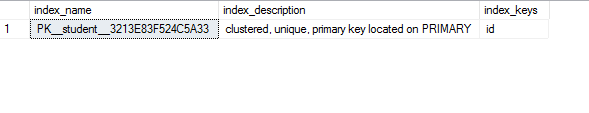 index_name index_description index_keys
1 PK__student__3213E83F524C5A33 clustered, unique, primary key located on PRIMARY id